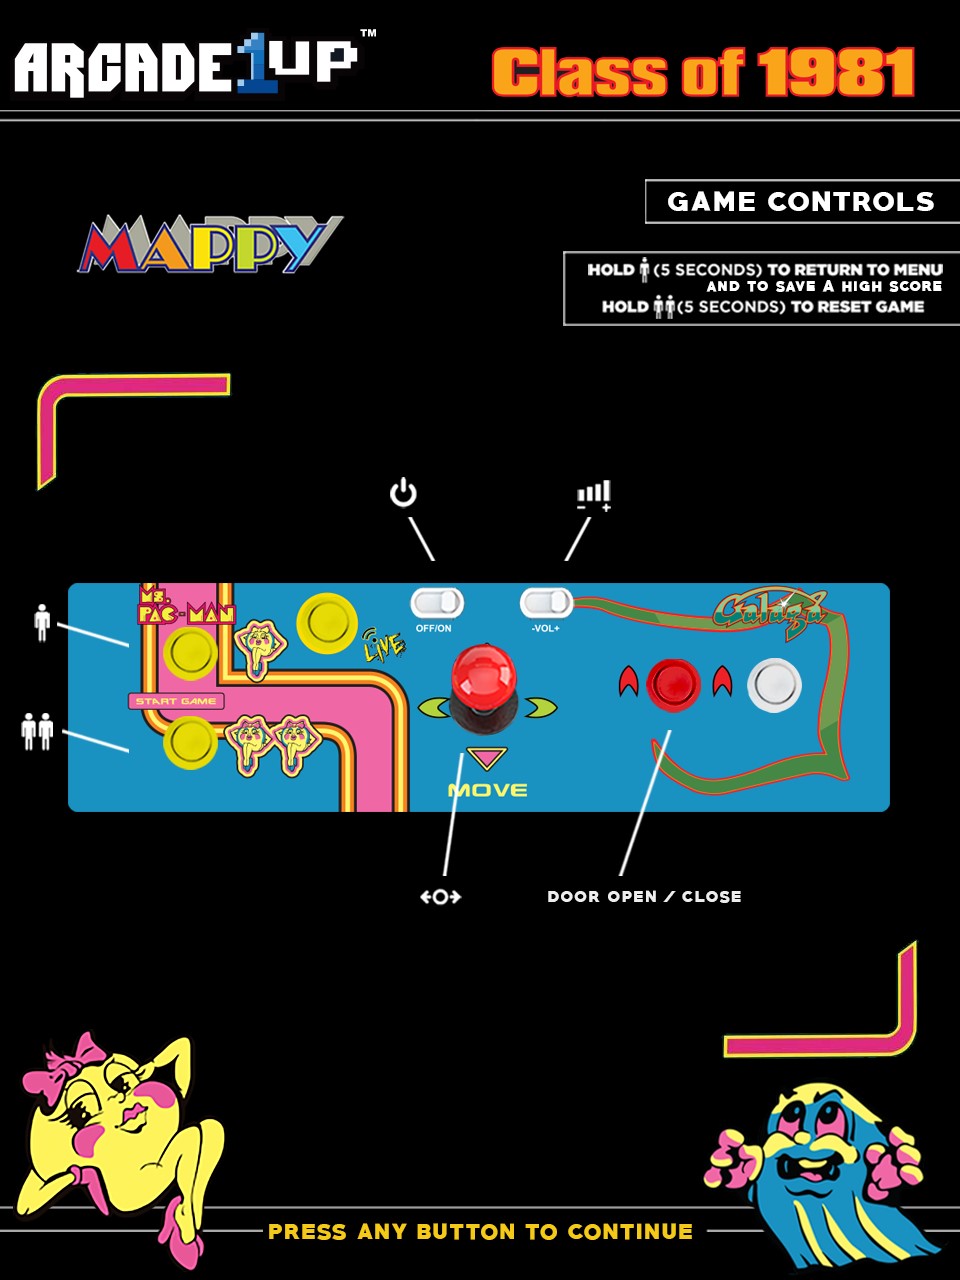 ARCADE1UP™
Class of 1981
MAPPY
GAME CONTROLS
HOLD (5 SECONDS) TO RETURN TO MENU
AND TO SAVE A HIGH SCORE
HOLD (5 SECONDS) TO RESET GAME
- +
Ms.
PAC-MAN
OFF/ON
-VOL+
Galaga
LIVE
START GAME
MOVE
DOOR OPEN / CLOSE
PRESS ANY BUTTON TO CONTINUE